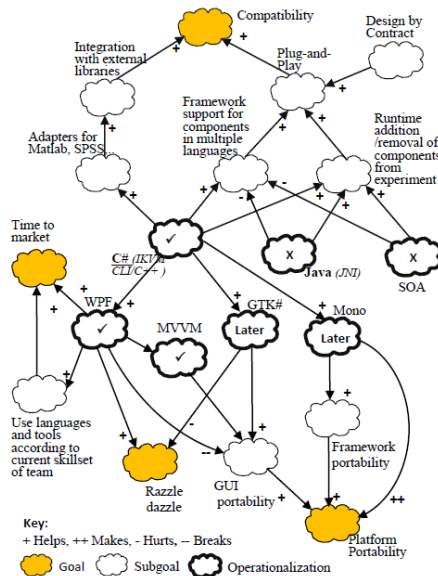 Compatibility
Design by
Contract
Integration
with external
libraries
Plug-and-
Play
+
+
+
Framework
support for
components
in multiple
languages
Runtime
addition
/removal of
components
from
experiment
+
+
+
Adapters for
Matlab, SPSS...
+
+
-
-
+
+
+
Time to
market
✓
C# (IKVM
CLI/C++ )
X
Java (JNI)
X
SOA
+
WPF
+
-
GTK#
+
Mono
✓
MVVM
✓
Later
Later
+
+
+
Use languages
and tools
according to
current skillset
of team
-
--
+
+
+
Framework
portability
Razzle
dazzle
GUI
portability
+
+
++
Platform
Portability
Key:
+ Helps, ++ Makes, - Hurts, -- Breaks
Goal
Subgoal
Operationalization